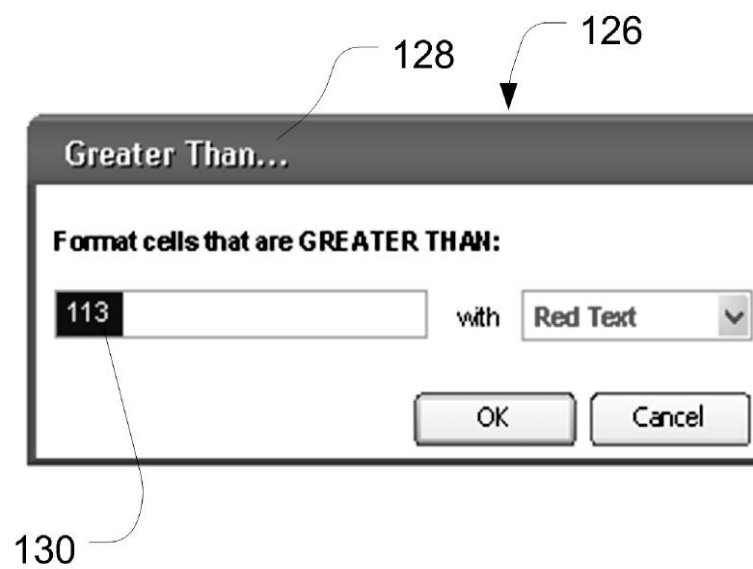 126
128
Greater Than...
Format cells that are GREATER THAN:
113 with Red Text
OK Cancel
130